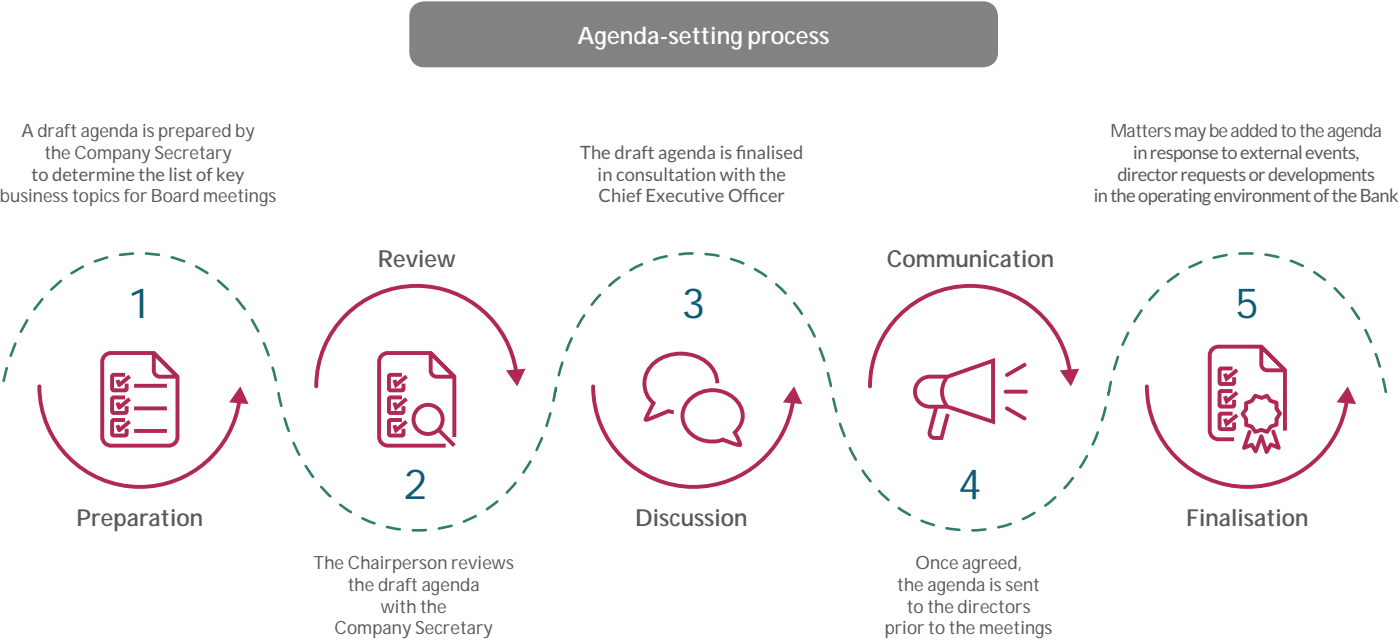 Agenda-setting process
A draft agenda is prepared by
the Company Secretary
to determine the list of key
business topics for Board meetings
1
Preparation
Review
2
The Chairperson reviews
the draft agenda
with the
Company Secretary
The draft agenda is finalised
in consultation with the
Chief Executive Officer
3
Discussion
Communication
4
Once agreed,
the agenda is sent
to the directors
prior to the meetings
Matters may be added to the agenda
in response to external events,
director requests or developments
in the operating environment of the Bank
5
Finalisation